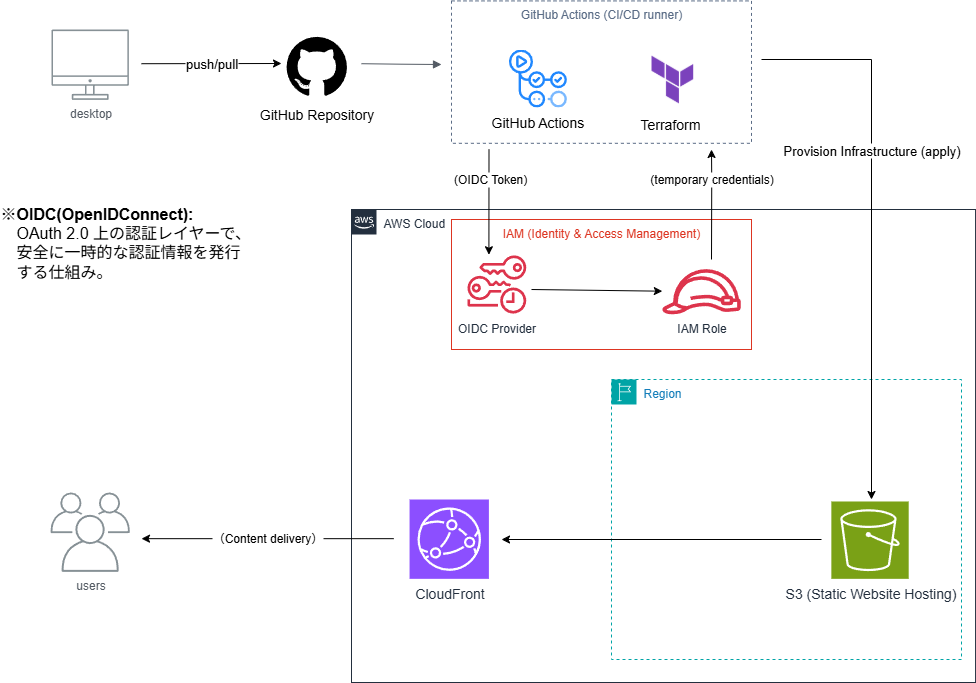 GitHub Actions (CI/CD runner)
push/pull
desktop
GitHub Repository
GitHub Actions
Terraform
Provision Infrastructure (apply)
(OIDC Token)
(temporary credentials)
※OIDC(OpenIDConnect):
OAuth 2.0 上の認証レイヤーで、
安全に一時的な認証情報を発行
する仕組み。
aws
AWS Cloud
IAM (Identity & Access Management)
OIDC Provider
IAM Role
Region
(Content delivery)
users
CloudFront
S3 (Static Website Hosting)